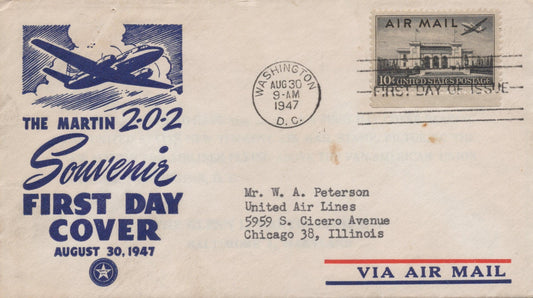 THE MARTIN 2-0-2
Souvenir
FIRST DAY
COVER
AUGUST 30, 1947
WASHINGTON
AUG 30
9-AM
1947
D. C.
AIR MAIL
10¢ UNITED STATES POSTAGE
FIRST DAY OF ISSUE
Mr. W. A. Peterson
United Air Lines
5959 S. Cicero Avenue
Chicago 38, Illinois
VIA AIR MAIL